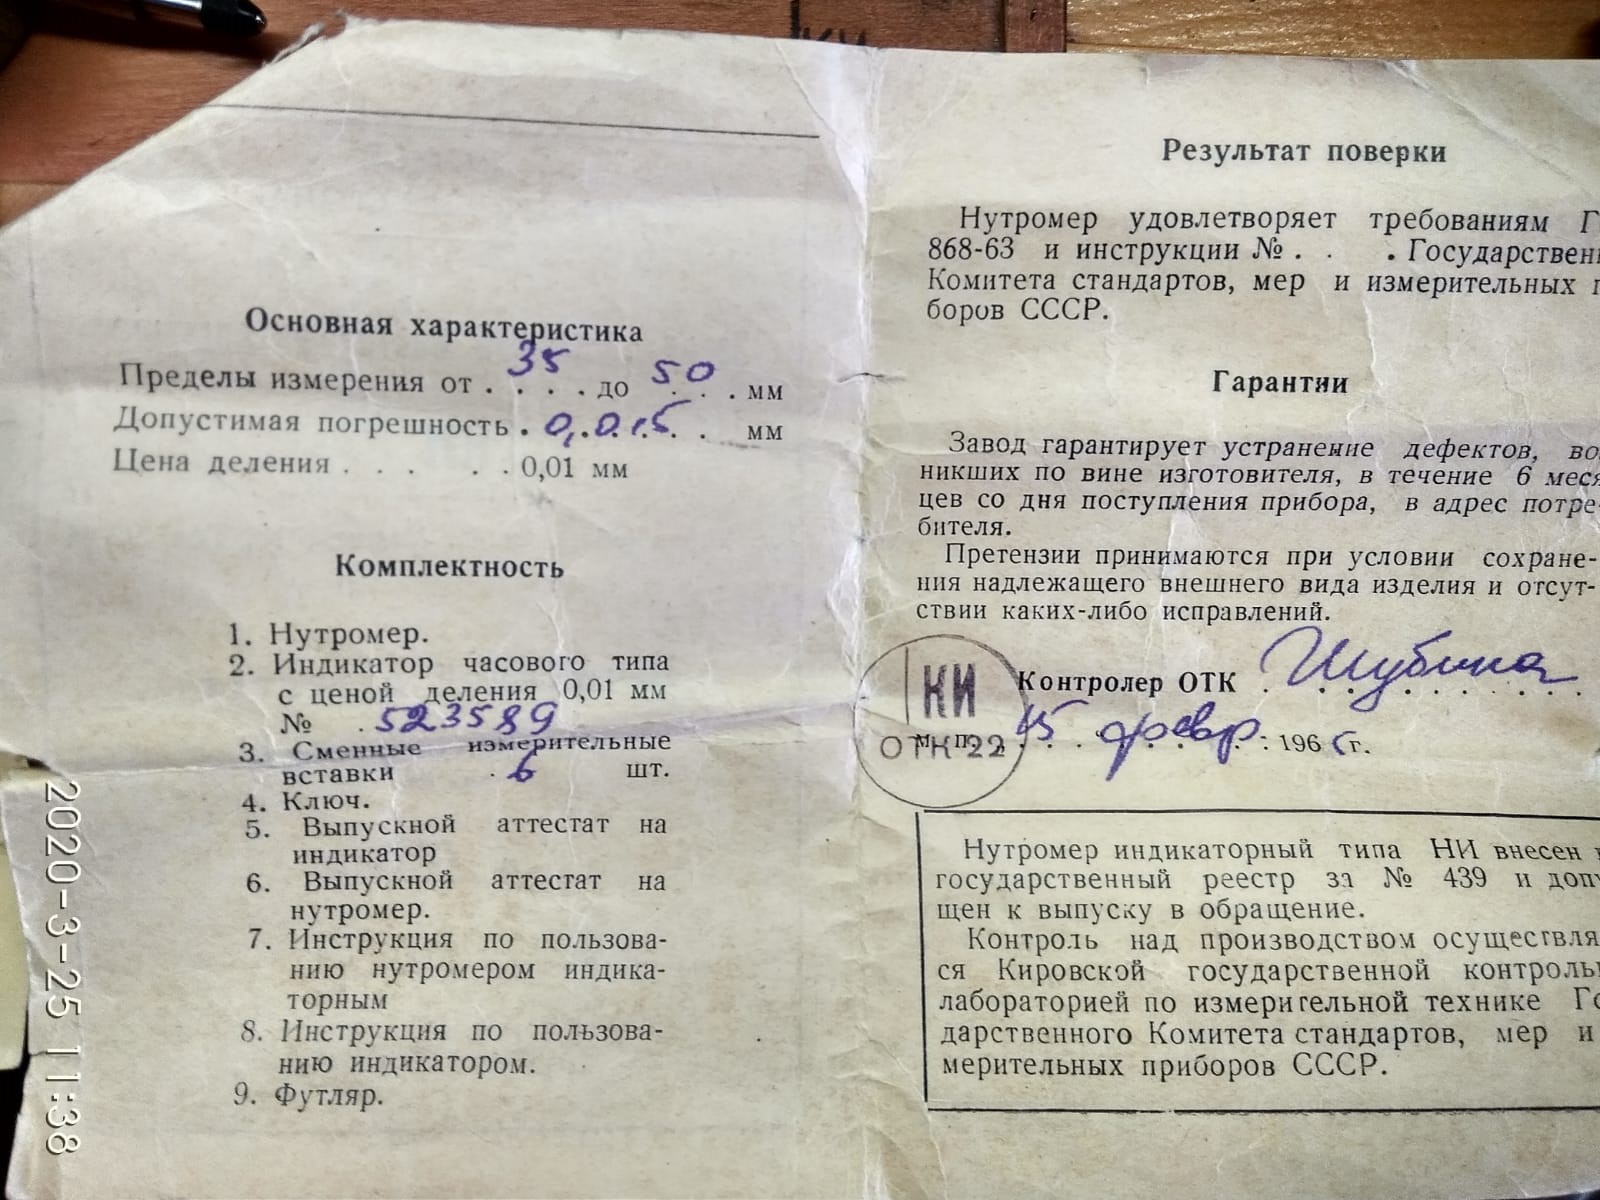 Основная характеристика
Пределы измерения от . 35 . . . до 50 . . . мм
Допустимая погрешность . 0,015 . . мм
Цена деления . . . . . . 0,01 мм
Комплектность
1. Нутромер.
2. Индикатор часового типа
с ценой деления 0,01 мм
№ . 523589
3. Сменные измерительные
вставки . 6 шт.
4. Ключ.
5. Выпускной аттестат на
индикатор
6. Выпускной аттестат на
нутромер.
7. Инструкция по пользова-
нию нутромером индика-
торным
8. Инструкция по пользова-
нию индикатором.
9. Футляр.
Результат поверки
Нутромер удовлетворяет требованиям
868-63 и инструкции № . . . Государствен
Комитета стандартов, мер и измерительных п
боров СССР.
Гарантии
Завод гарантирует устранение дефектов, воз
никших по вине изготовителя, в течение 6 меся
цев со дня поступления прибора, в адрес потре-
бителя.
Претензии принимаются при условии сохране-
ния надлежащего внешнего вида изделия и отсут-
ствии каких-либо исправлений.
КИ
ОТК 22
Контролер ОТК . Шубина
м. п. 15 февр. 196 г.
Нутромер индикаторный типа НИ внесен в
государственный реестр за № 439 и допу
щен к выпуску в обращение.
Контроль над производством осуществля
ся Кировской государственной контроль
лабораторией по измерительной технике Го
дарственного Комитета стандартов, мер и
мерительных приборов СССР.
2020-3-25 11:38